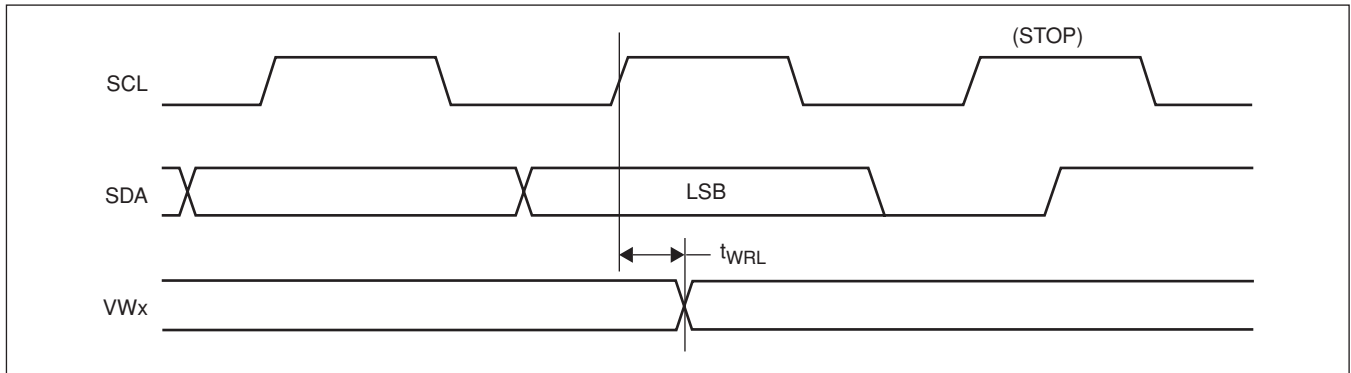 (STOP)
SCL
SDA
LSB
tWRL
VWx